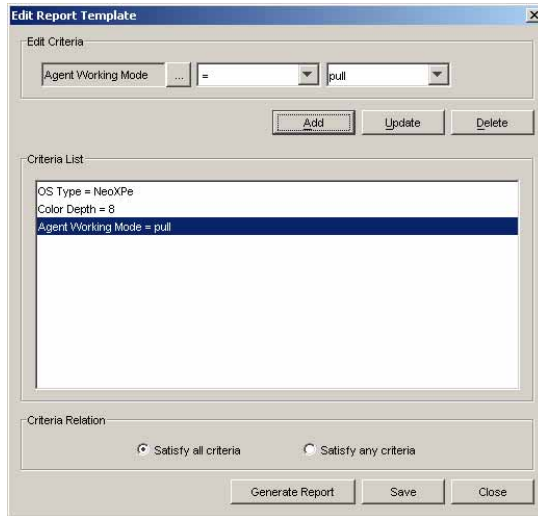 Edit Report Template
Edit Criteria
Agent Working Mode ... = pull
Add Update Delete
Criteria List
OS Type = NeoXPe
Color Depth = 8
Agent Working Mode = pull
Criteria Relation
Satisfy all criteria Satisfy any criteria
Generate Report Save Close